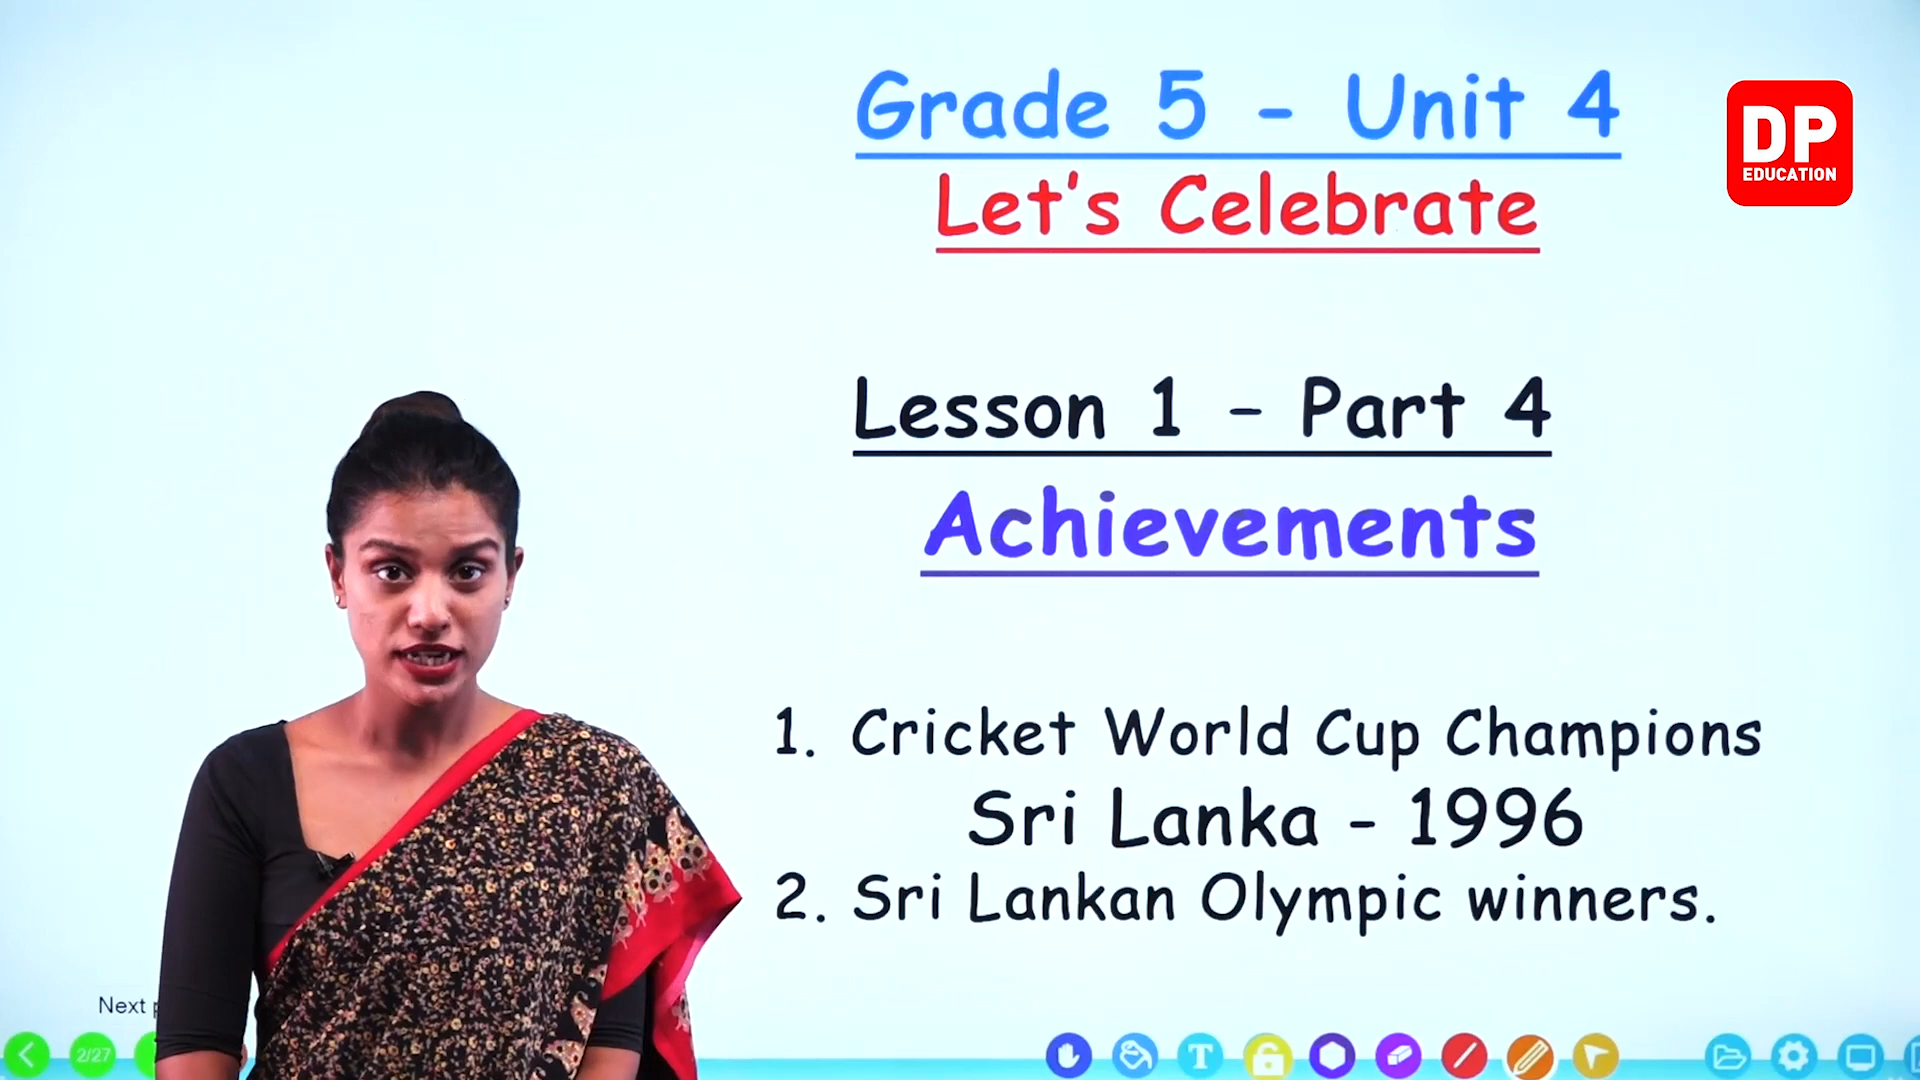 Grade 5 - Unit 4
DP
EDUCATION
Let's Celebrate
Lesson 1 - Part 4
Achievements
1. Cricket World Cup Champions
Sri Lanka - 1996
2. Sri Lankan Olympic winners.
Next
2/27
T